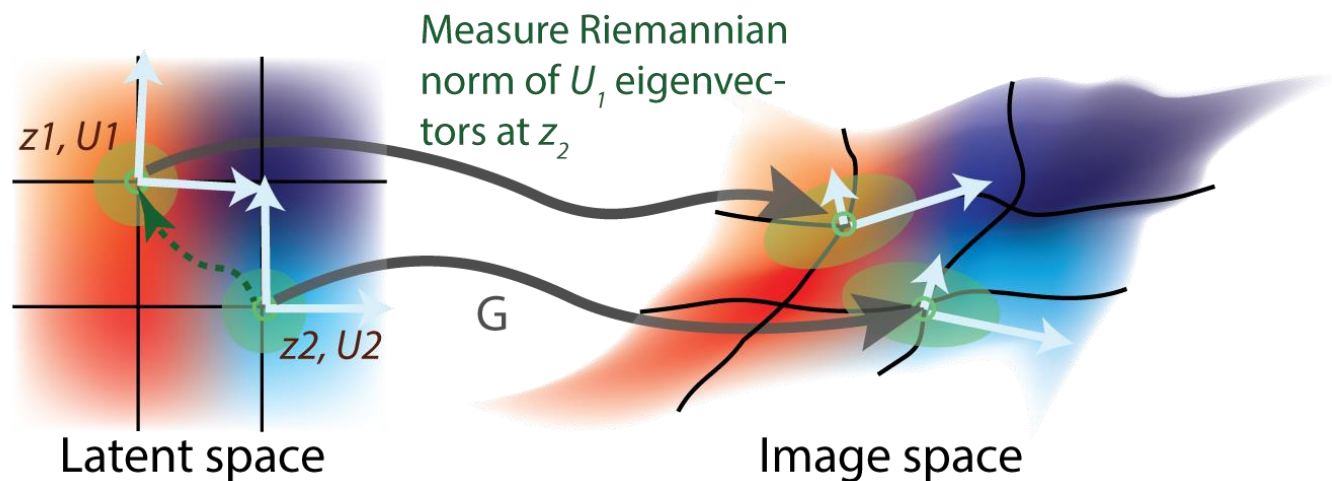 Measure Riemannian
norm of U₁ eigenvec-
tors at z₂
z1, U1
z2, U2
G
Latent space
Image space